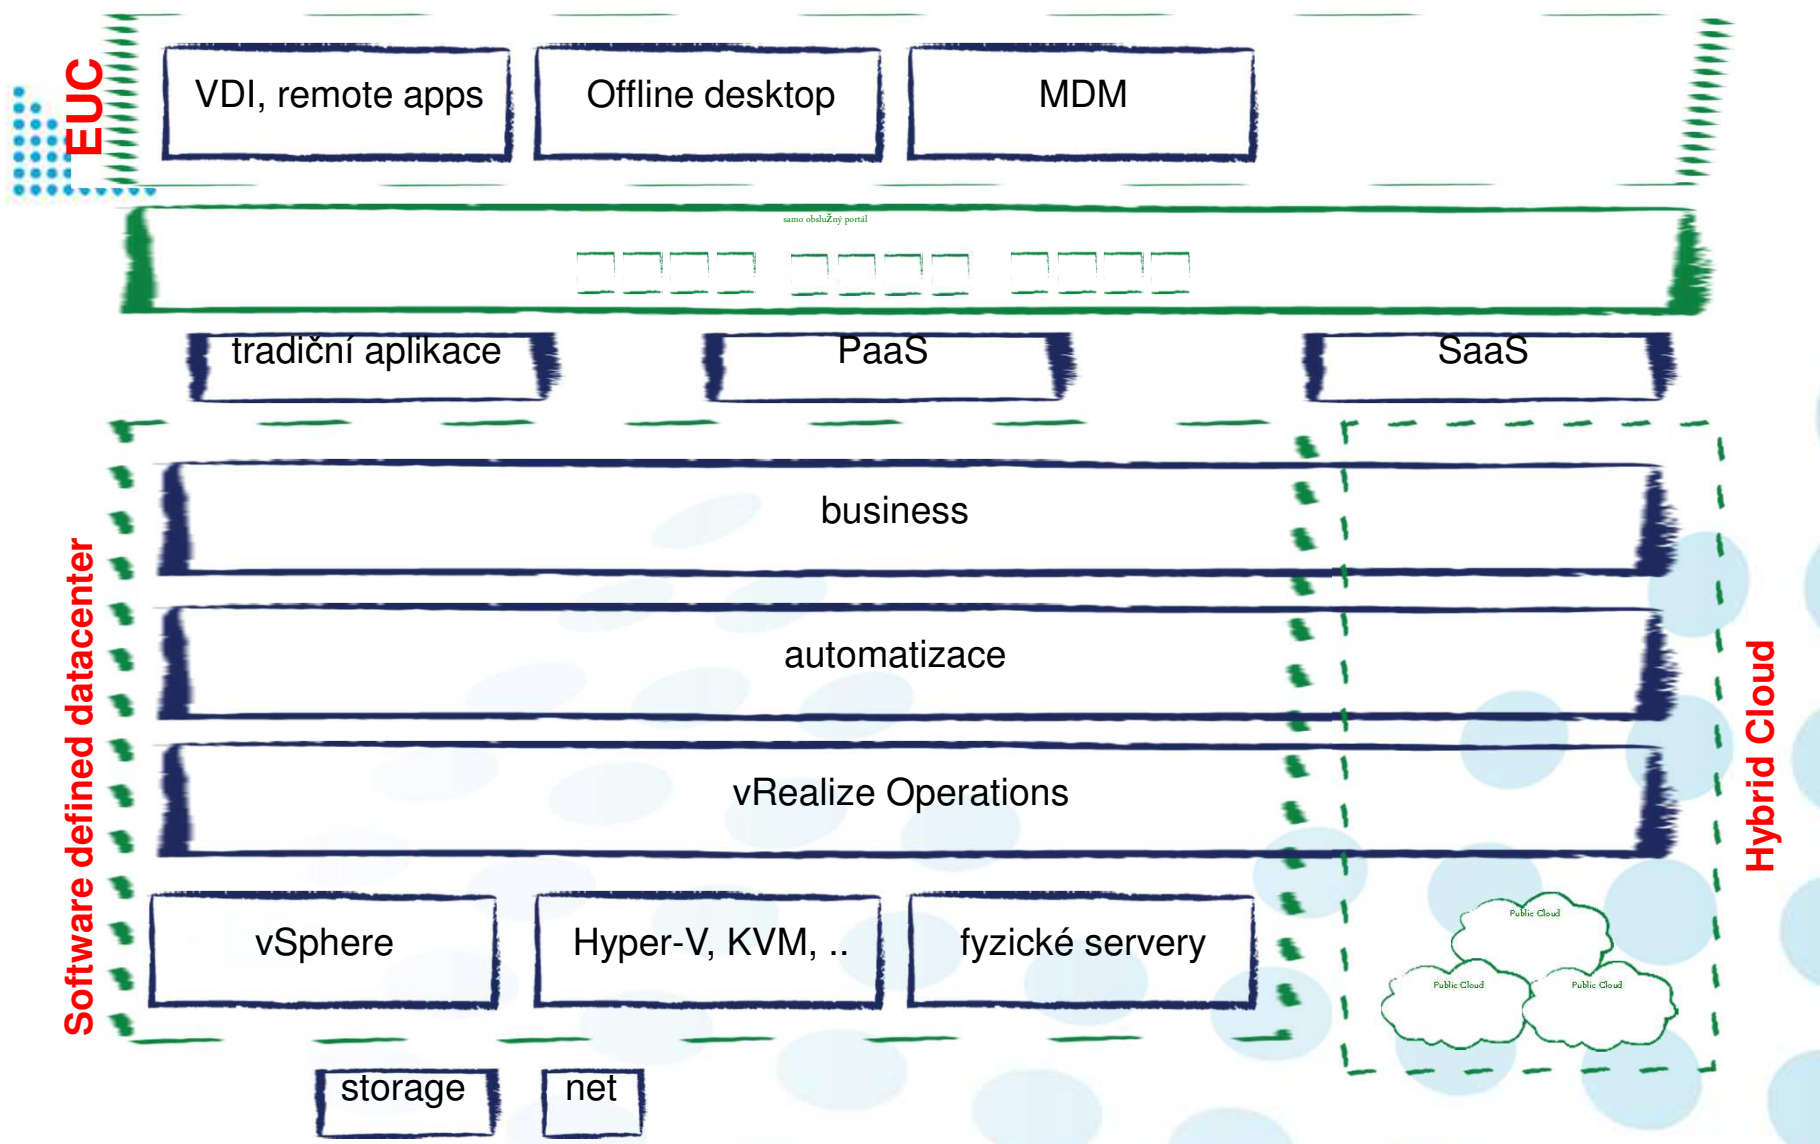 EUC
VDI, remote apps
Offline desktop
MDM
samo obslužný portál
tradiční aplikace
PaaS
SaaS
Software defined datacenter
business
automatizace
vRealize Operations
Hybrid Cloud
vSphere
Hyper-V, KVM, ..
fyzické servery
Public Cloud
Public Cloud
Public Cloud
storage
net